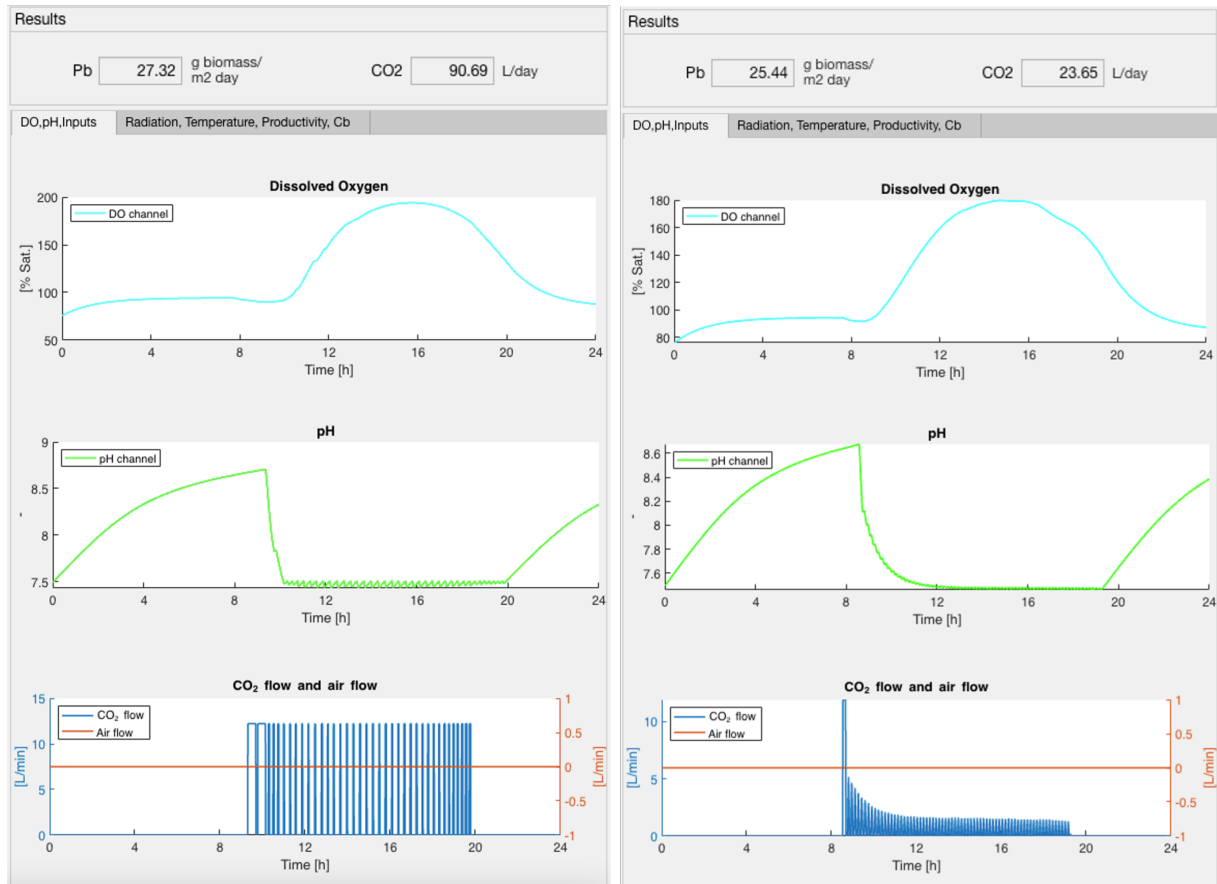 Results
Pb 27.32 g biomass/
m2 day
CO2 90.69 L/day
DO,pH,Inputs Radiation, Temperature, Productivity, Cb
Dissolved Oxygen
200
150
100
50
[% Sat.]
DO channel
0 4 8 12 16 20 24
Time [h]
pH
9
8.5
8
7.5
-
pH channel
0 4 8 12 16 20 24
Time [h]
CO₂ flow and air flow
15
10
5
0
[L/min]
CO₂ flow
Air flow
1
0.5
0
-0.5
-1
[L/min]
0 4 8 12 16 20 24
Time [h]
Results
Pb 25.44 g biomass/
m2 day
CO2 23.65 L/day
DO,pH,Inputs Radiation, Temperature, Productivity, Cb
Dissolved Oxygen
180
160
140
120
100
80
[% Sat.]
DO channel
0 4 8 12 16 20 24
Time [h]
pH
8.6
8.4
8.2
8
7.8
7.6
-
pH channel
0 4 8 12 16 20 24
Time [h]
CO₂ flow and air flow
10
5
0
[L/min]
CO₂ flow
Air flow
1
0.5
0
-0.5
-1
[L/min]
0 4 8 12 16 20 24
Time [h]